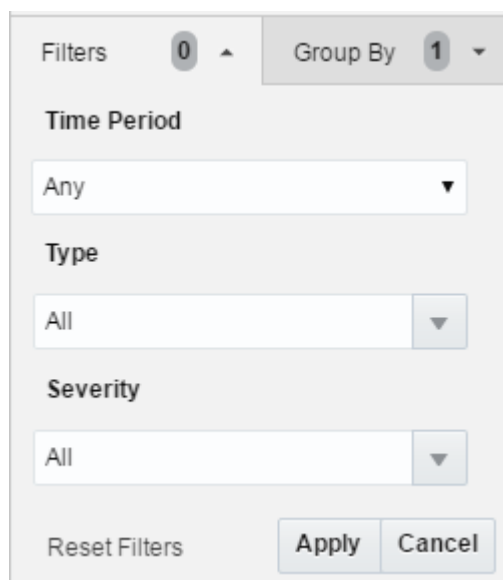 Filters 0 Group By 1
Time Period
Any
Type
All
Severity
All
Reset Filters Apply Cancel